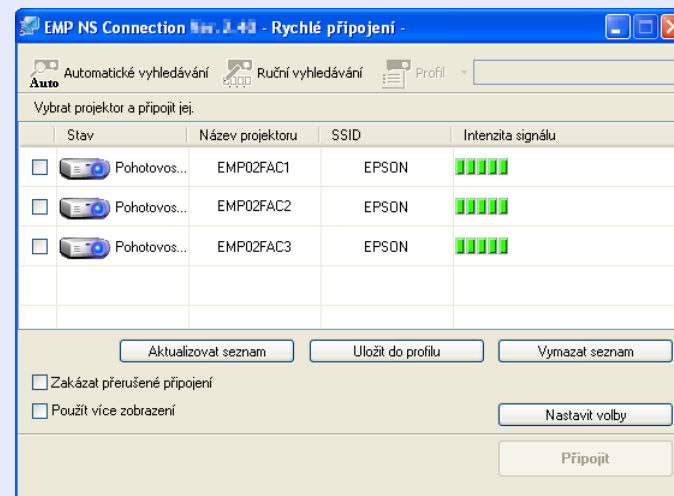 EMP NS Connection - Rychlé připojení -
Auto Automatické vyhledávání Ruční vyhledávání Profil
Vybrat projektor a připojit jej.
Stav Název projektoru SSID Intenzita signálu
Pohotovos... EMP02FAC1 EPSON
Pohotovos... EMP02FAC2 EPSON
Pohotovos... EMP02FAC3 EPSON
Aktualizovat seznam Uložit do profilu Vymazat seznam
Zakázat přerušené připojení
Použít více zobrazení
Nastavit volby
Připojit